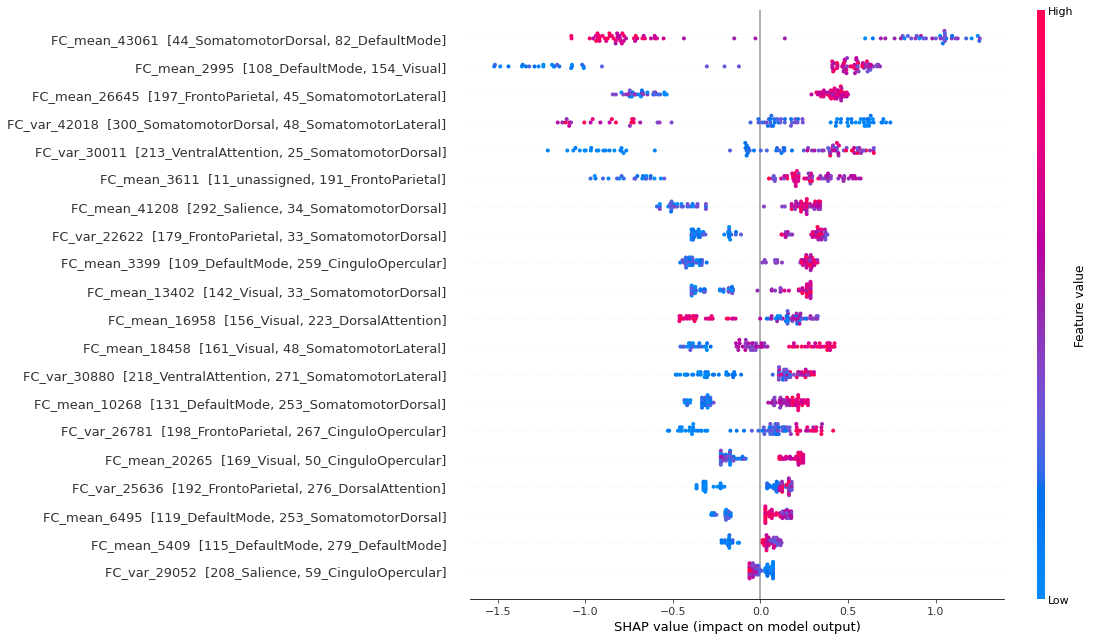 High
FC_mean_43061 [44_SomatomotorDorsal, 82_DefaultMode]
FC_mean_2995 [108_DefaultMode, 154_Visual]
FC_mean_26645 [197_FrontoParietal, 45_SomatomotorLateral]
FC_var_42018 [300_SomatomotorDorsal, 48_SomatomotorLateral]
FC_var_30011 [213_VentralAttention, 25_SomatomotorDorsal]
FC_mean_3611 [11_unassigned, 191_FrontoParietal]
FC_mean_41208 [292_Salience, 34_SomatomotorDorsal]
FC_var_22622 [179_FrontoParietal, 33_SomatomotorDorsal]
FC_mean_3399 [109_DefaultMode, 259_CinguloOpercular]
FC_mean_13402 [142_Visual, 33_SomatomotorDorsal]
FC_mean_16958 [156_Visual, 223_DorsalAttention]
FC_mean_18458 [161_Visual, 48_SomatomotorLateral]
FC_var_30880 [218_VentralAttention, 271_SomatomotorLateral]
FC_mean_10268 [131_DefaultMode, 253_SomatomotorDorsal]
FC_var_26781 [198_FrontoParietal, 267_CinguloOpercular]
FC_mean_20265 [169_Visual, 50_CinguloOpercular]
FC_var_25636 [192_FrontoParietal, 276_DorsalAttention]
FC_mean_6495 [119_DefaultMode, 253_SomatomotorDorsal]
FC_mean_5409 [115_DefaultMode, 279_DefaultMode]
FC_var_29052 [208_Salience, 59_CinguloOpercular]
Feature value
Low
−1.5 −1.0 −0.5 0.0 0.5 1.0
SHAP value (impact on model output)